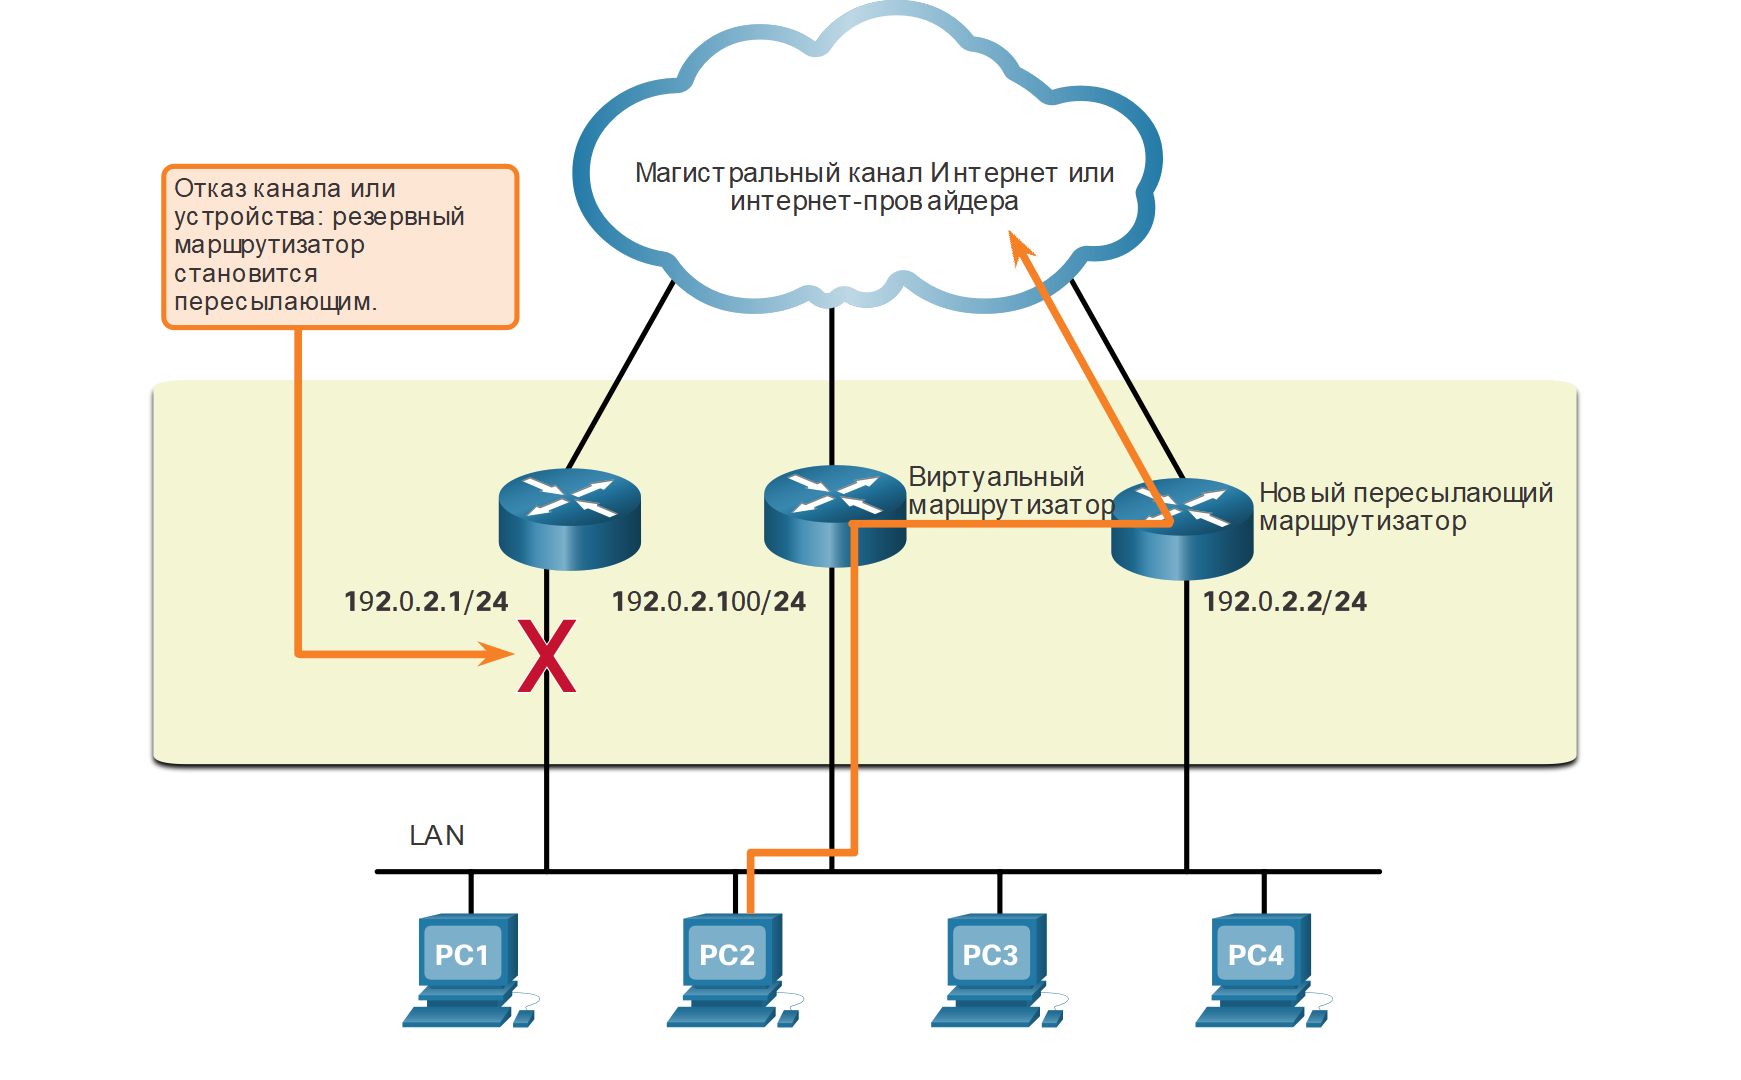 Магистральный канал Интернет или
интернет-провайдера
Отказ канала или
устройства: резервный
маршрутизатор
становится
пересылающим.
Виртуальный
маршрутизатор
Новый пересылающий
маршрутизатор
192.0.2.1/24
192.0.2.100/24
192.0.2.2/24
X
LAN
PC1
PC2
PC3
PC4